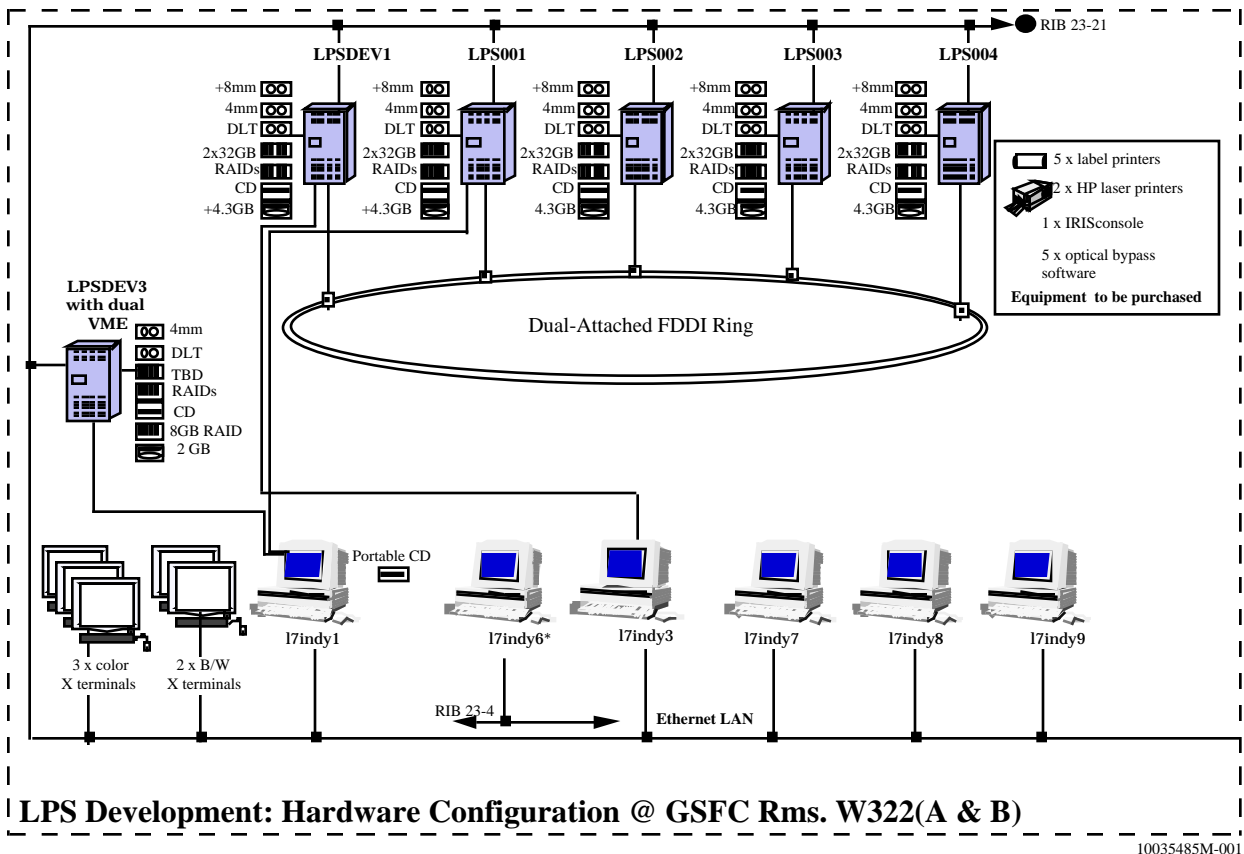 RIB 23-21
LPSDEV1
LPS001
LPS002
LPS003
LPS004
+8mm
4mm
DLT
2x32GB
RAIDs
CD
+4.3GB
+8mm
4mm
DLT
2x32GB
RAIDs
CD
+4.3GB
+8mm
4mm
DLT
2x32GB
RAIDs
CD
4.3GB
+8mm
4mm
DLT
2x32GB
RAIDs
CD
4.3GB
+8mm
4mm
DLT
2x32GB
RAIDs
CD
4.3GB
5 x label printers
2 x HP laser printers
1 x IRISconsole
5 x optical bypass
software
Equipment to be purchased
LPSDEV3
with dual
VME
4mm
DLT
TBD
RAIDs
CD
8GB RAID
2 GB
Dual-Attached FDDI Ring
Portable CD
3 x color
X terminals
2 x B/W
X terminals
l7indy1
l7indy6*
l7indy3
l7indy7
l7indy8
l7indy9
RIB 23-4
Ethernet LAN
LPS Development: Hardware Configuration @ GSFC Rms. W322(A & B)
10035485M-001